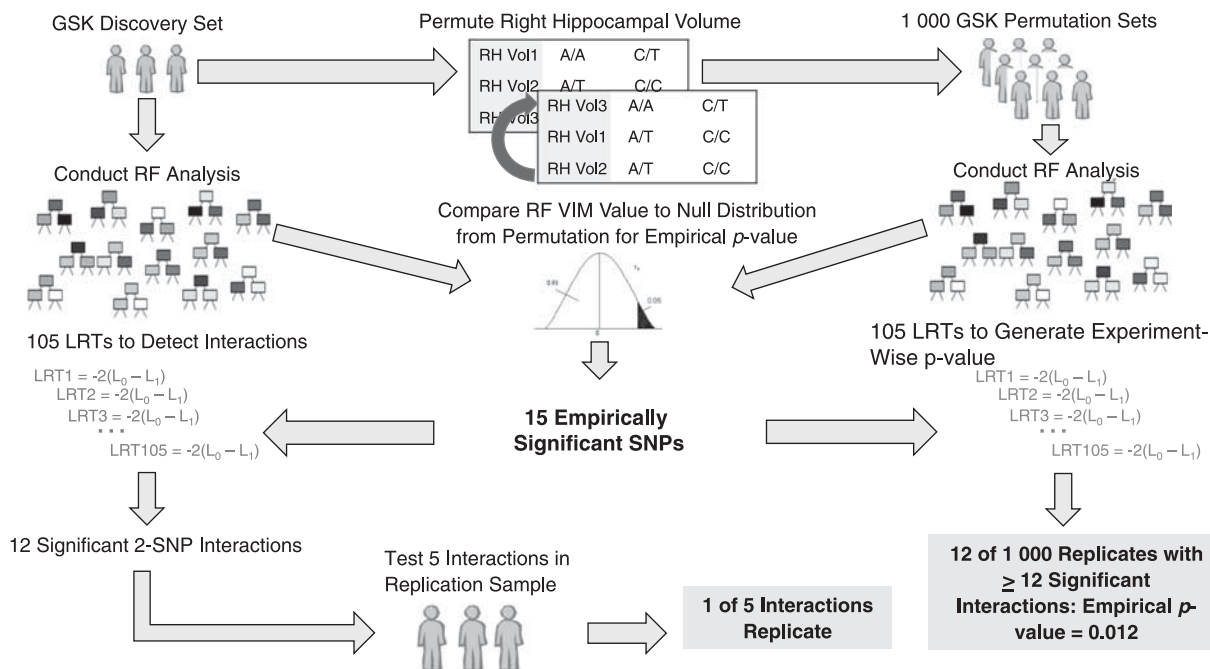 GSK Discovery Set
Permute Right Hippocampal Volume
1 000 GSK Permutation Sets
RH Vol1 A/A C/T
RH Vol2 A/T C/C
RH Vol3
RH Vol3 A/A C/T
RH Vol1 A/T C/C
RH Vol2 A/T C/C
Conduct RF Analysis
Conduct RF Analysis
Compare RF VIM Value to Null Distribution
from Permutation for Empirical p-value
0.05
105 LRTs to Detect Interactions
LRT1 = -2(L₀ – L₁)
LRT2 = -2(L₀ – L₁)
LRT3 = -2(L₀ – L₁)
...
LRT105 = -2(L₀ – L₁)
105 LRTs to Generate Experiment-
Wise p-value
LRT1 = -2(L₀ – L₁)
LRT2 = -2(L₀ – L₁)
LRT3 = -2(L₀ – L₁)
...
LRT105 = -2(L₀ – L₁)
15 Empirically
Significant SNPs
12 Significant 2-SNP Interactions
Test 5 Interactions in
Replication Sample
1 of 5 Interactions
Replicate
12 of 1 000 Replicates with
≥ 12 Significant
Interactions: Empirical p-
value = 0.012